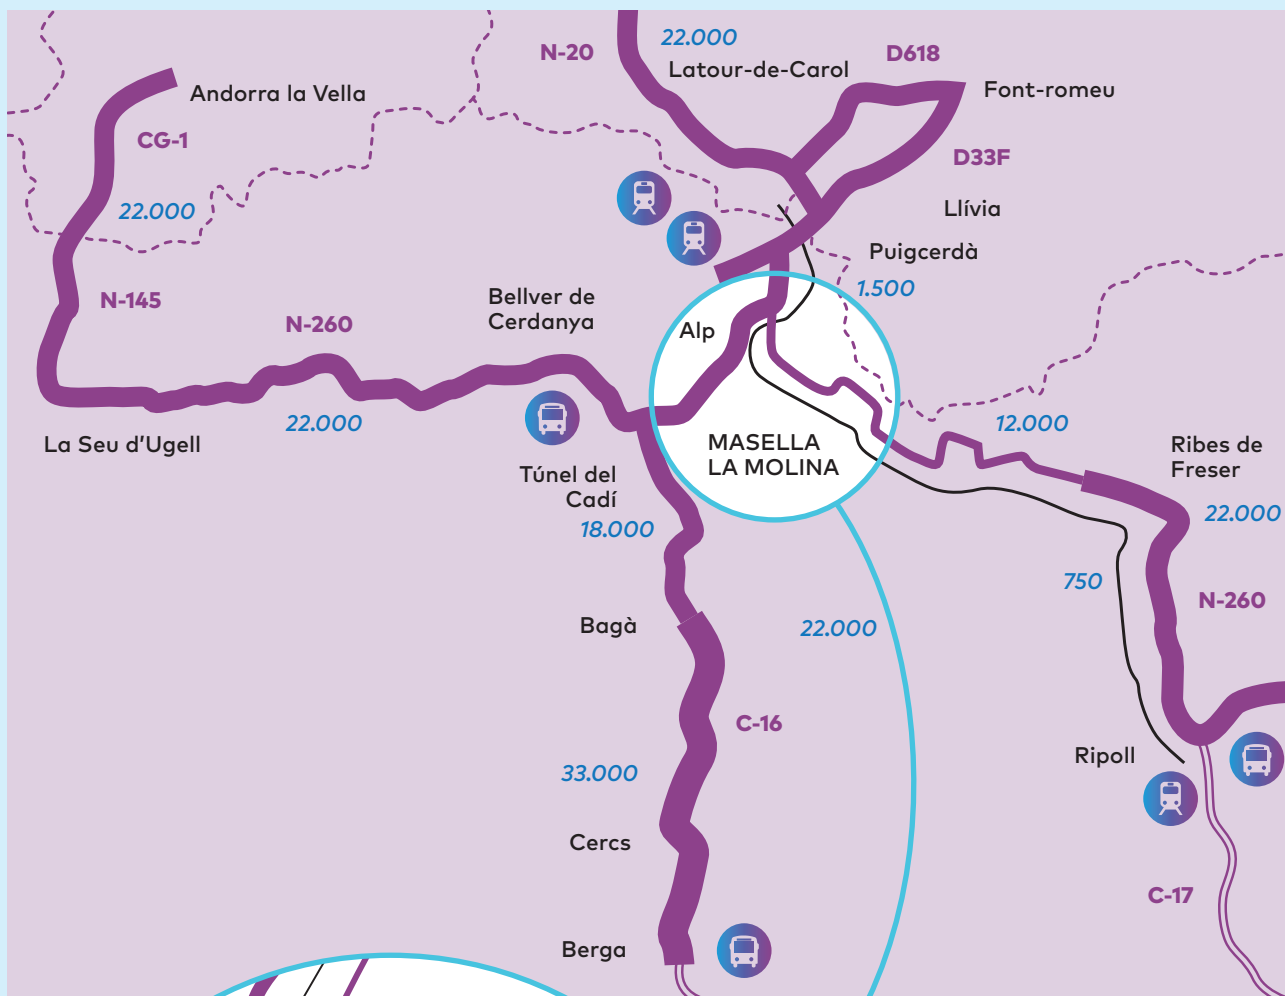 22.000
N-20
D618
Latour-de-Carol
Andorra la Vella
Font-romeu
CG-1
D33F
22.000
Llívia
Puigcerdà
1.500
N-145
Bellver de
Cerdanya
N-260
Alp
22.000
12.000
La Seu d'Ugell
MASELLA
LA MOLINA
Ribes de
Freser
Túnel del
Cadí
18.000
22.000
750
N-260
Bagà
22.000
C-16
Ripoll
33.000
Cercs
C-17
Berga